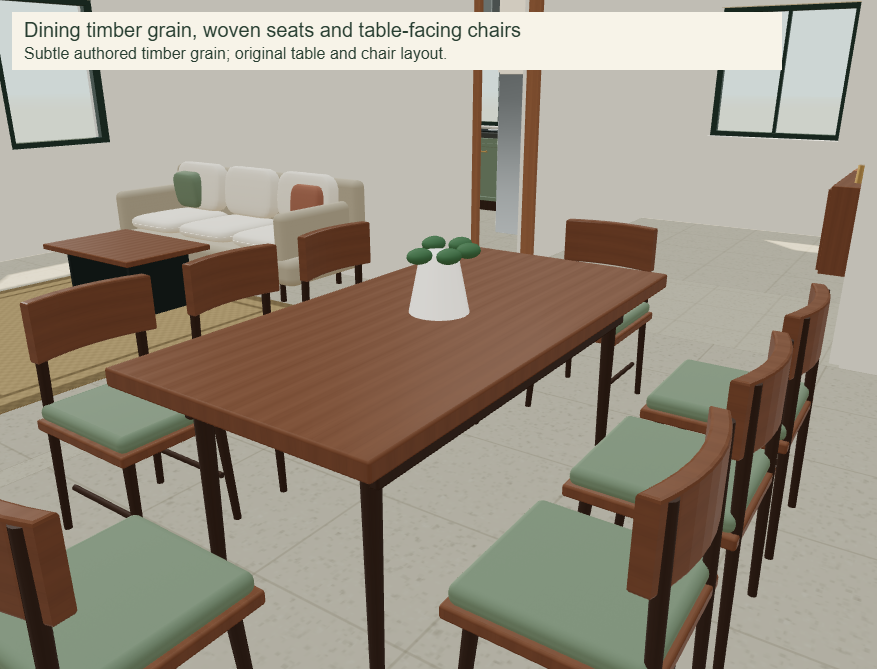 Dining timber grain, woven seats and table-facing chairs
Subtle authored timber grain; original table and chair layout.